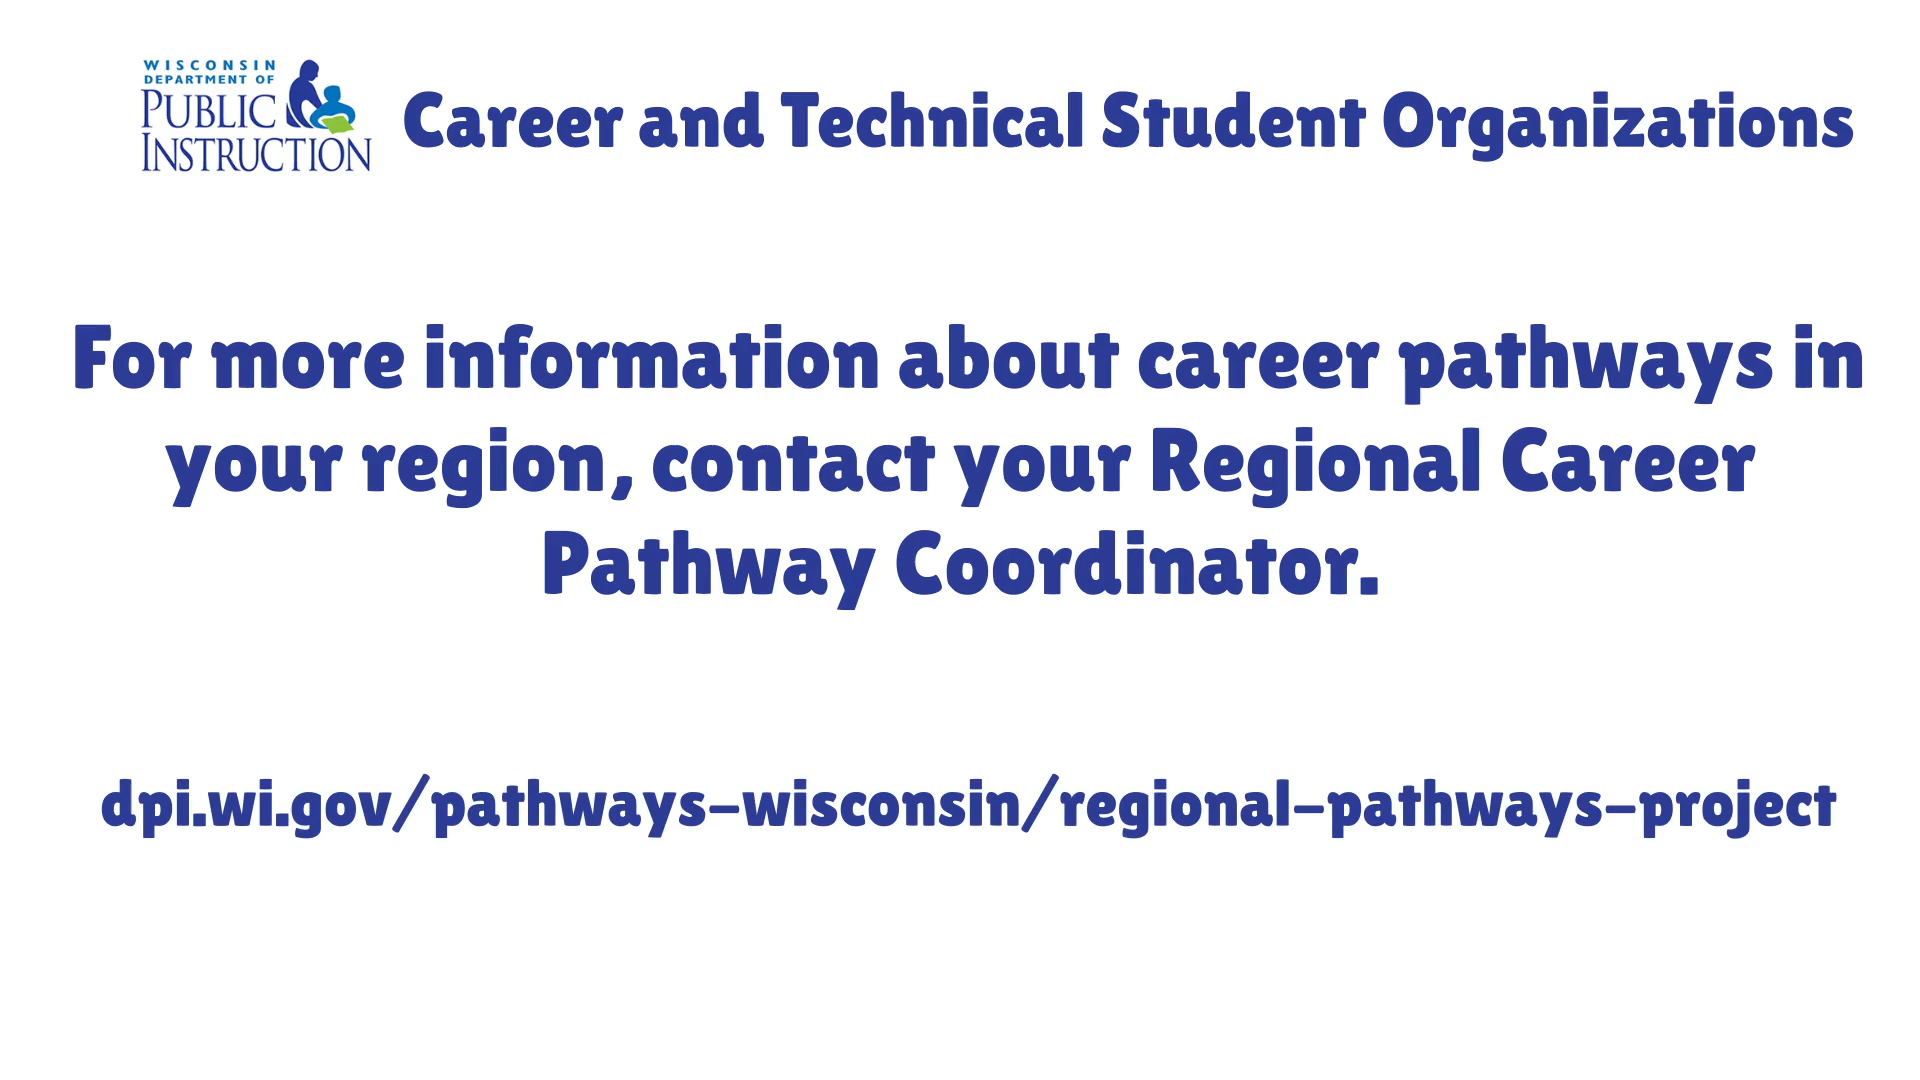 WISCONSIN
DEPARTMENT OF
PUBLIC
INSTRUCTION
Career and Technical Student Organizations
For more information about career pathways in
your region, contact your Regional Career
Pathway Coordinator.
dpi.wi.gov/pathways-wisconsin/regional-pathways-project